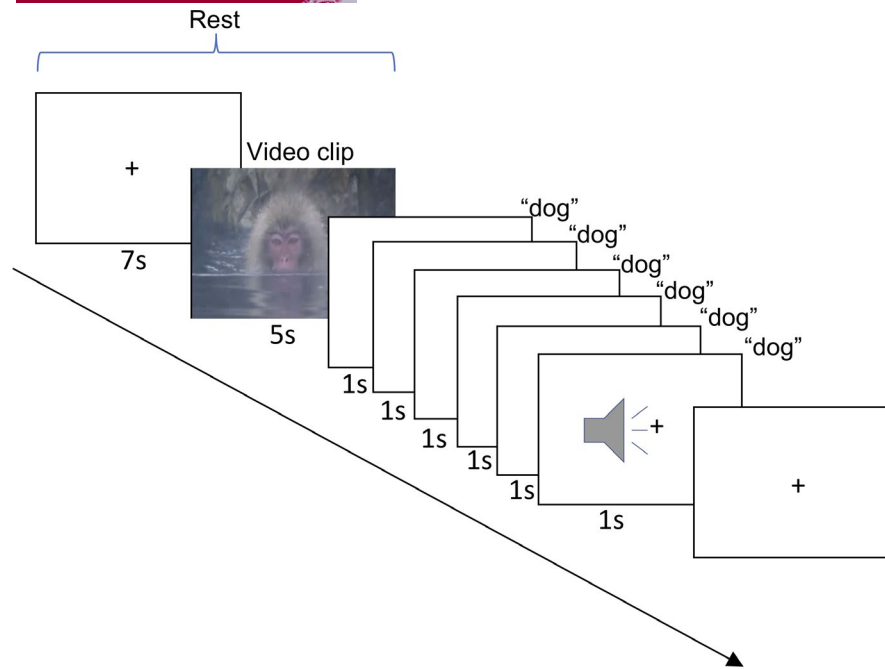 Rest
+
Video clip
7s
5s
“dog”
“dog”
“dog”
“dog”
“dog”
“dog”
1s
1s
1s
1s
1s
+
1s
+